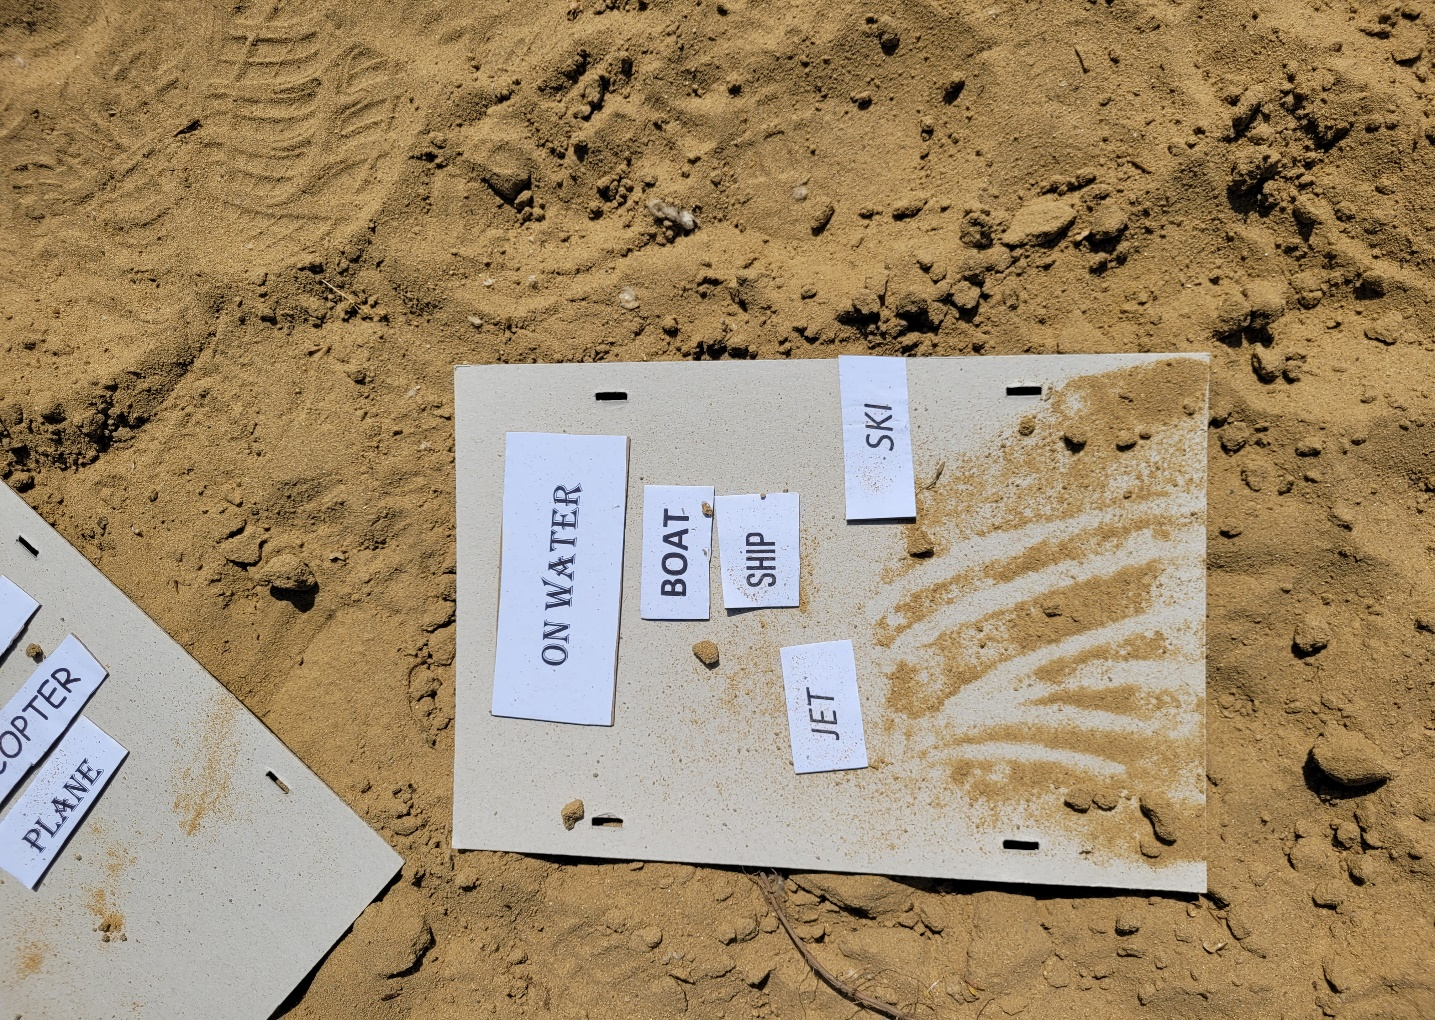 ON WATER
BOAT
SHIP
JET SKI
COPTER
PLANE